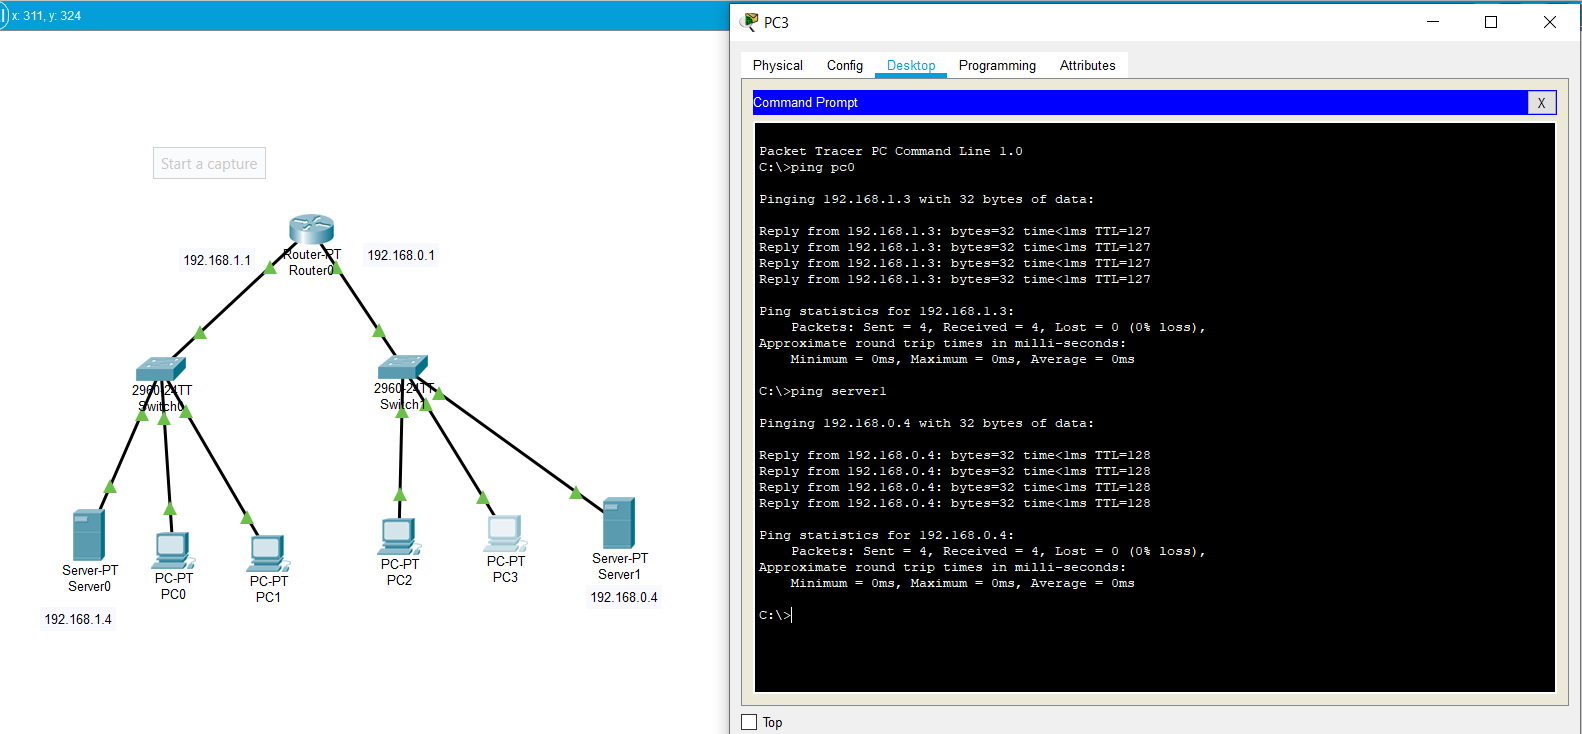 x: 311, y: 324
Start a capture
192.168.1.1
Router-PT
Router0
192.168.0.1
2960-24TT
Switch0
2960-24TT
Switch1
Server-PT
Server0
192.168.1.4
PC-PT
PC0
PC-PT
PC1
PC-PT
PC2
PC-PT
PC3
Server-PT
Server1
192.168.0.4
PC3
Physical Config Desktop Programming Attributes
Command Prompt X
Packet Tracer PC Command Line 1.0
C:\>ping pc0
Pinging 192.168.1.3 with 32 bytes of data:
Reply from 192.168.1.3: bytes=32 time<1ms TTL=127
Reply from 192.168.1.3: bytes=32 time<1ms TTL=127
Reply from 192.168.1.3: bytes=32 time<1ms TTL=127
Reply from 192.168.1.3: bytes=32 time<1ms TTL=127
Ping statistics for 192.168.1.3:
Packets: Sent = 4, Received = 4, Lost = 0 (0% loss),
Approximate round trip times in milli-seconds:
Minimum = 0ms, Maximum = 0ms, Average = 0ms
C:\>ping server1
Pinging 192.168.0.4 with 32 bytes of data:
Reply from 192.168.0.4: bytes=32 time<1ms TTL=128
Reply from 192.168.0.4: bytes=32 time<1ms TTL=128
Reply from 192.168.0.4: bytes=32 time<1ms TTL=128
Reply from 192.168.0.4: bytes=32 time<1ms TTL=128
Ping statistics for 192.168.0.4:
Packets: Sent = 4, Received = 4, Lost = 0 (0% loss),
Approximate round trip times in milli-seconds:
Minimum = 0ms, Maximum = 0ms, Average = 0ms
C:\>
Top